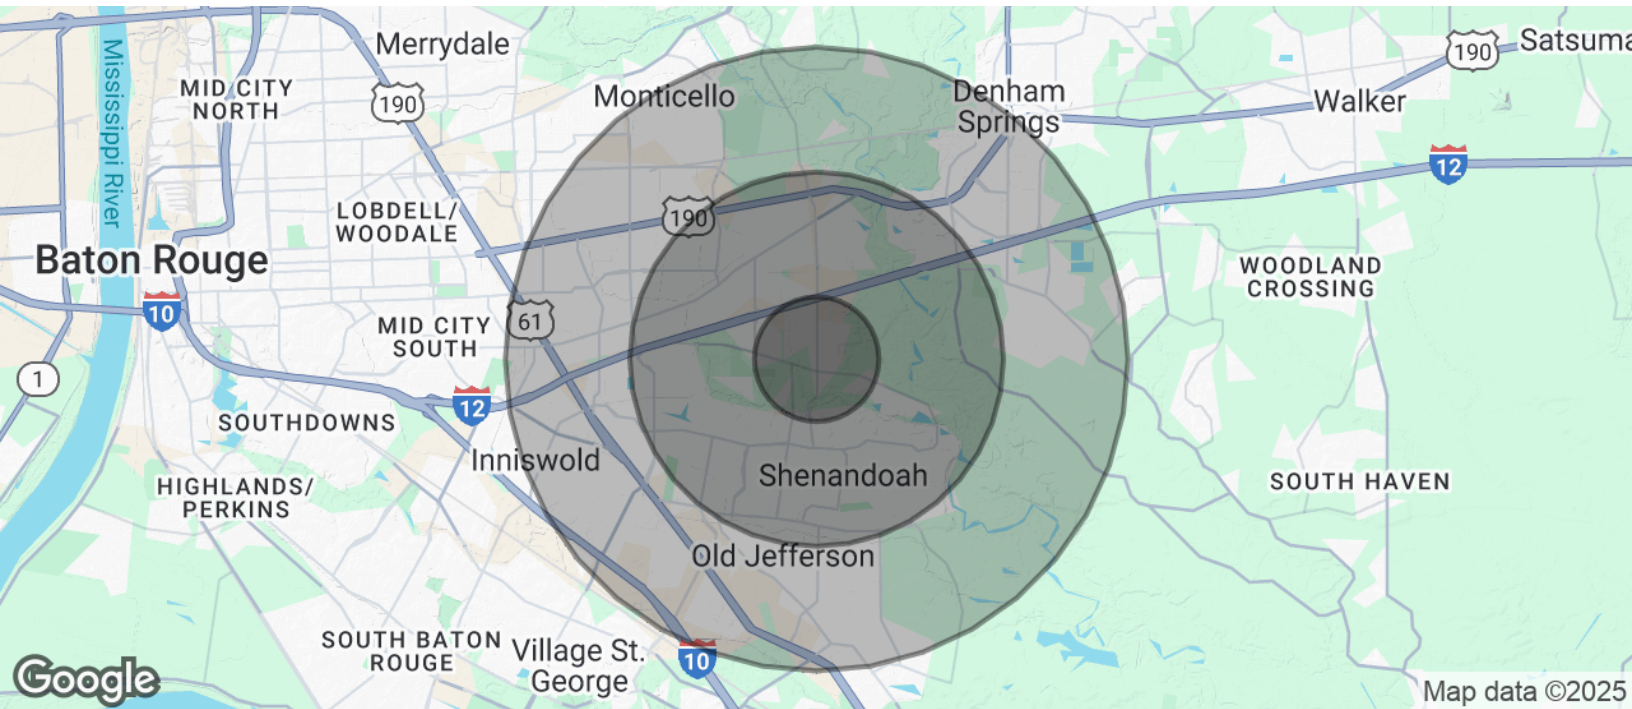 Merrydale
190
Satsuma
Mississippi River
MID CITY
NORTH
190
Monticello
Denham
Springs
Walker
12
LOBDELL/
WOODALE
190
Baton Rouge
WOODLAND
CROSSING
10
MID CITY
SOUTH
61
1
12
SOUTHDOWNS
Inniswold
Shenandoah
SOUTH HAVEN
HIGHLANDS/
PERKINS
Old Jefferson
SOUTH BATON
ROUGE
Village St.
George
10
Google
Map data ©2025